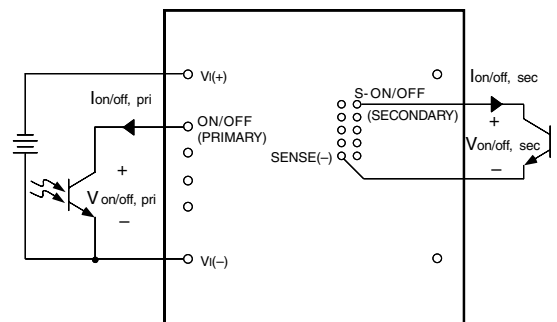 VI(+)
Ion/off, pri
ON/OFF
(PRIMARY)
+
Von/off, pri
–
VI(–)
S-ON/OFF
(SECONDARY)
SENSE(–)
Ion/off, sec
+
Von/off, sec
–